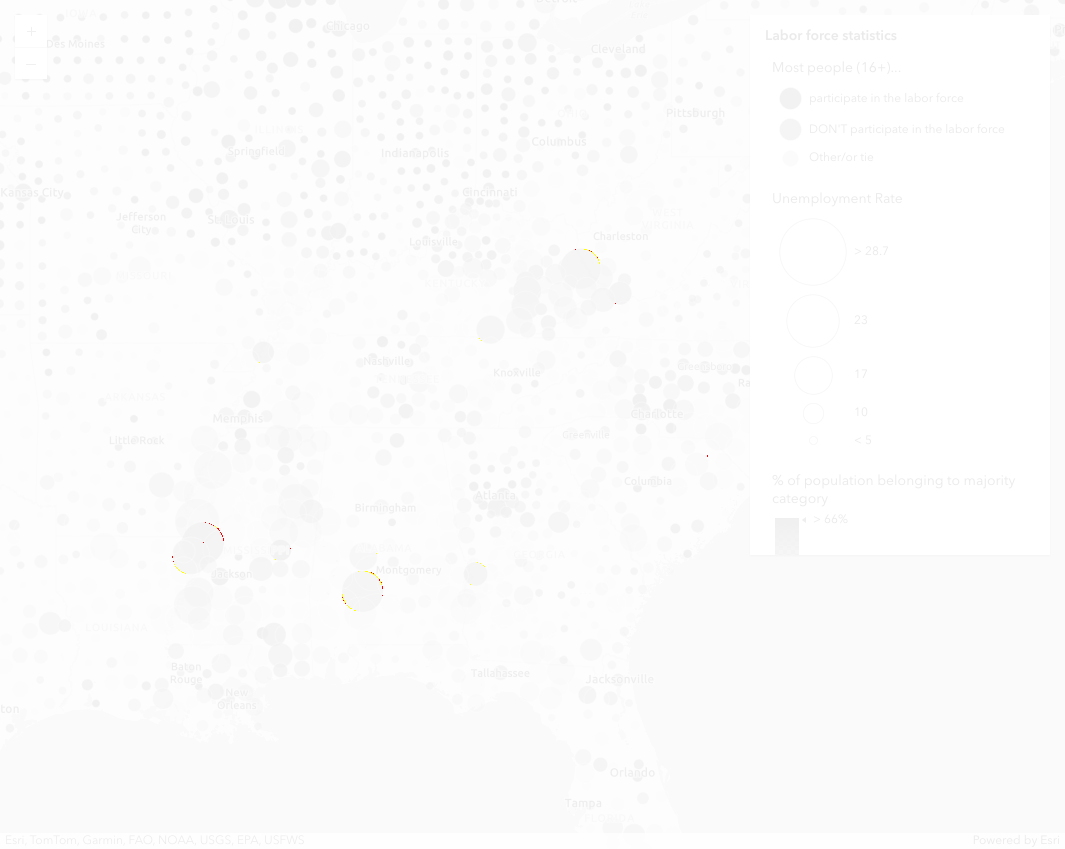 Chicago
Des Moines
Cleveland
Pittsburgh
Columbus
Springfield
Indianapolis
Kansas City
Cincinnati
Jefferson
City
St. Louis
Charleston
Louisville
Nashville
Knoxville
Charlotte
Memphis
Greenville
Little Rock
Columbia
Atlanta
Birmingham
Montgomery
Jackson
LOUISIANA
Baton
Rouge
Tallahassee
Jacksonville
New
Orleans
Orlando
Tampa
Labor force statistics
Most people (16+)...
participate in the labor force
DON'T participate in the labor force
Other/or tie
Unemployment Rate
> 28.7
23
17
10
< 5
% of population belonging to majority
category
> 66%
Esri, TomTom, Garmin, FAO, NOAA, USGS, EPA, USFWS
Powered by Esri